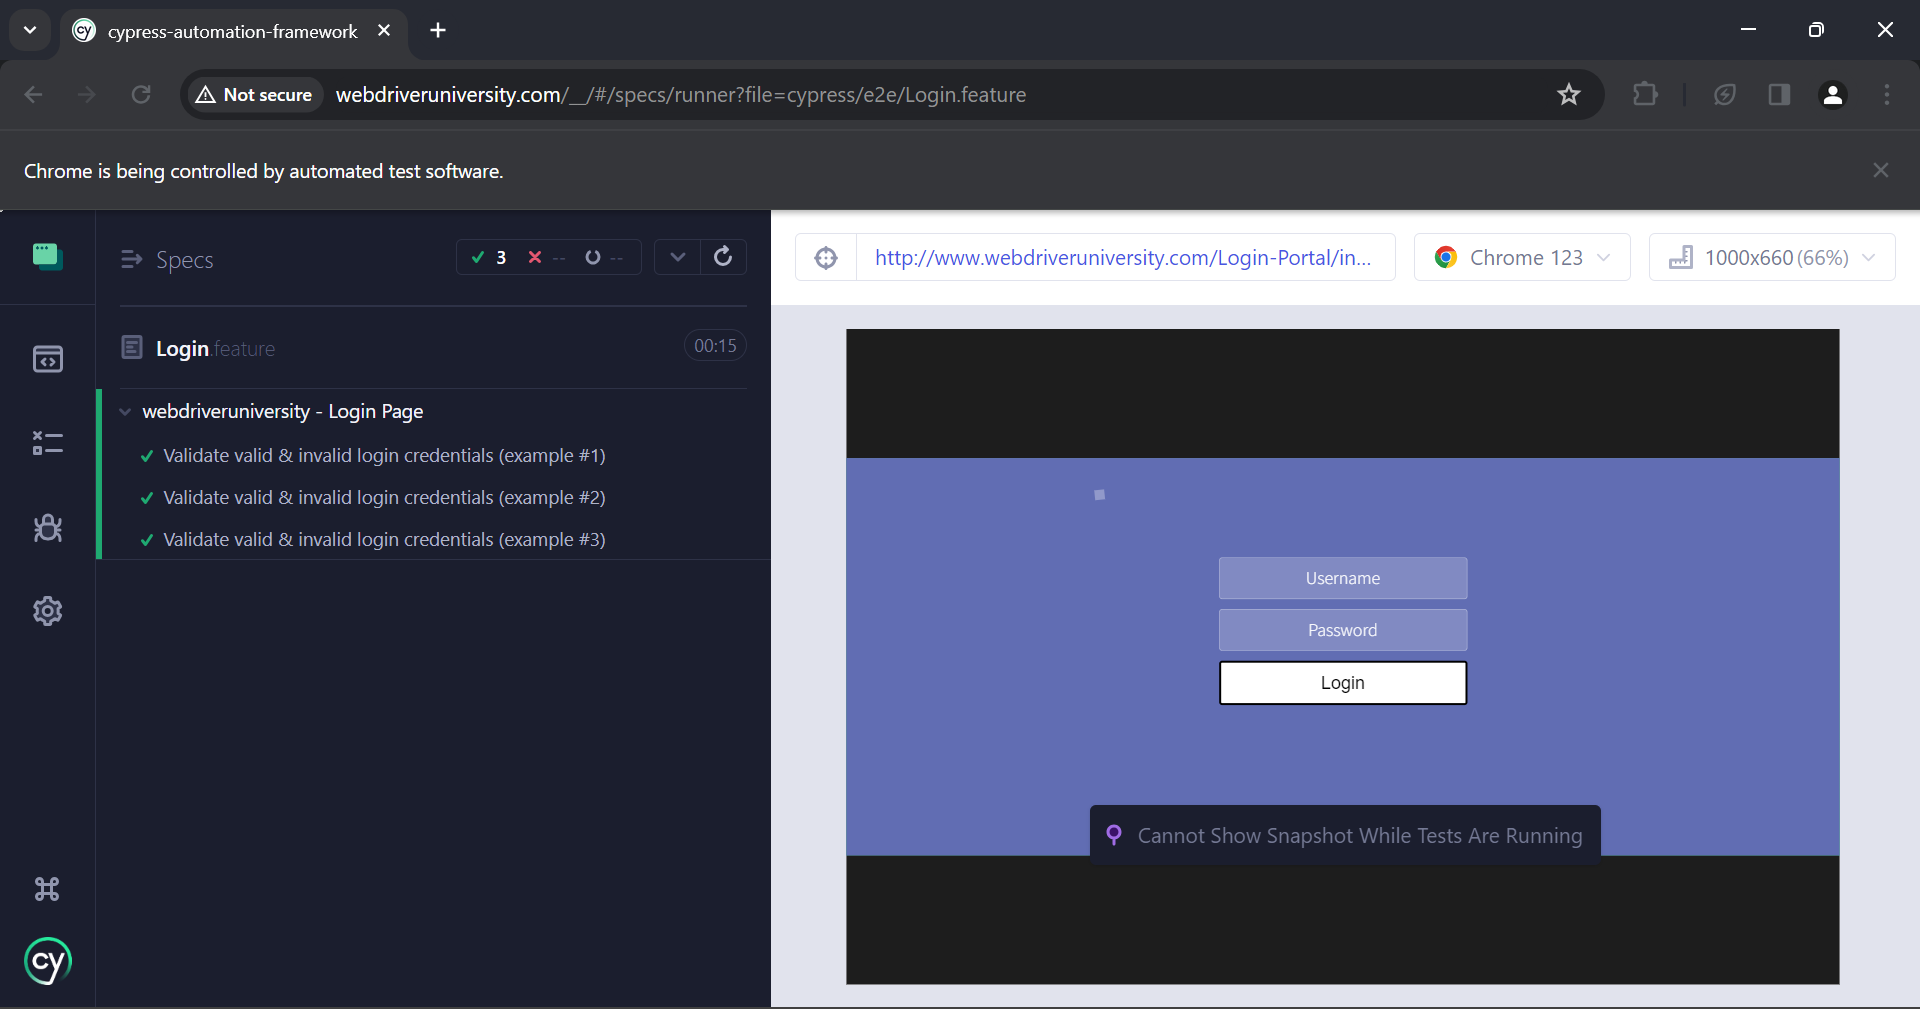 cypress-automation-framework
Not secure webdriveruniversity.com/__/#/specs/runner?file=cypress/e2e/Login.feature
Chrome is being controlled by automated test software.
Specs 3 -- --
http://www.webdriveruniversity.com/Login-Portal/in... Chrome 123 1000x660 (66%)
Login.feature 00:15
webdriveruniversity - Login Page
Validate valid & invalid login credentials (example #1)
Validate valid & invalid login credentials (example #2)
Validate valid & invalid login credentials (example #3)
Username
Password
Login
Cannot Show Snapshot While Tests Are Running
cy